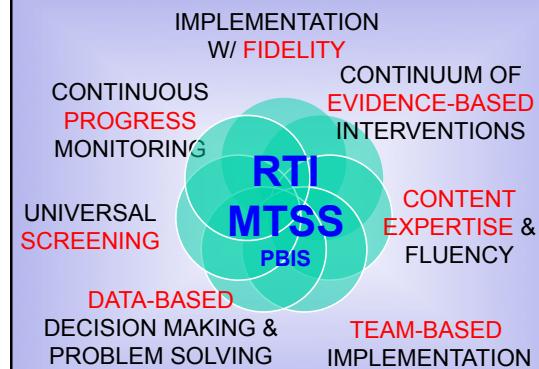 IMPLEMENTATION
W/ FIDELITY
CONTINUUM OF
EVIDENCE-BASED
INTERVENTIONS
CONTENT
EXPERTISE &
FLUENCY
TEAM-BASED
IMPLEMENTATION
DATA-BASED
DECISION MAKING &
PROBLEM SOLVING
UNIVERSAL
SCREENING
CONTINUOUS
PROGRESS
MONITORING
RTI
MTSS
PBIS